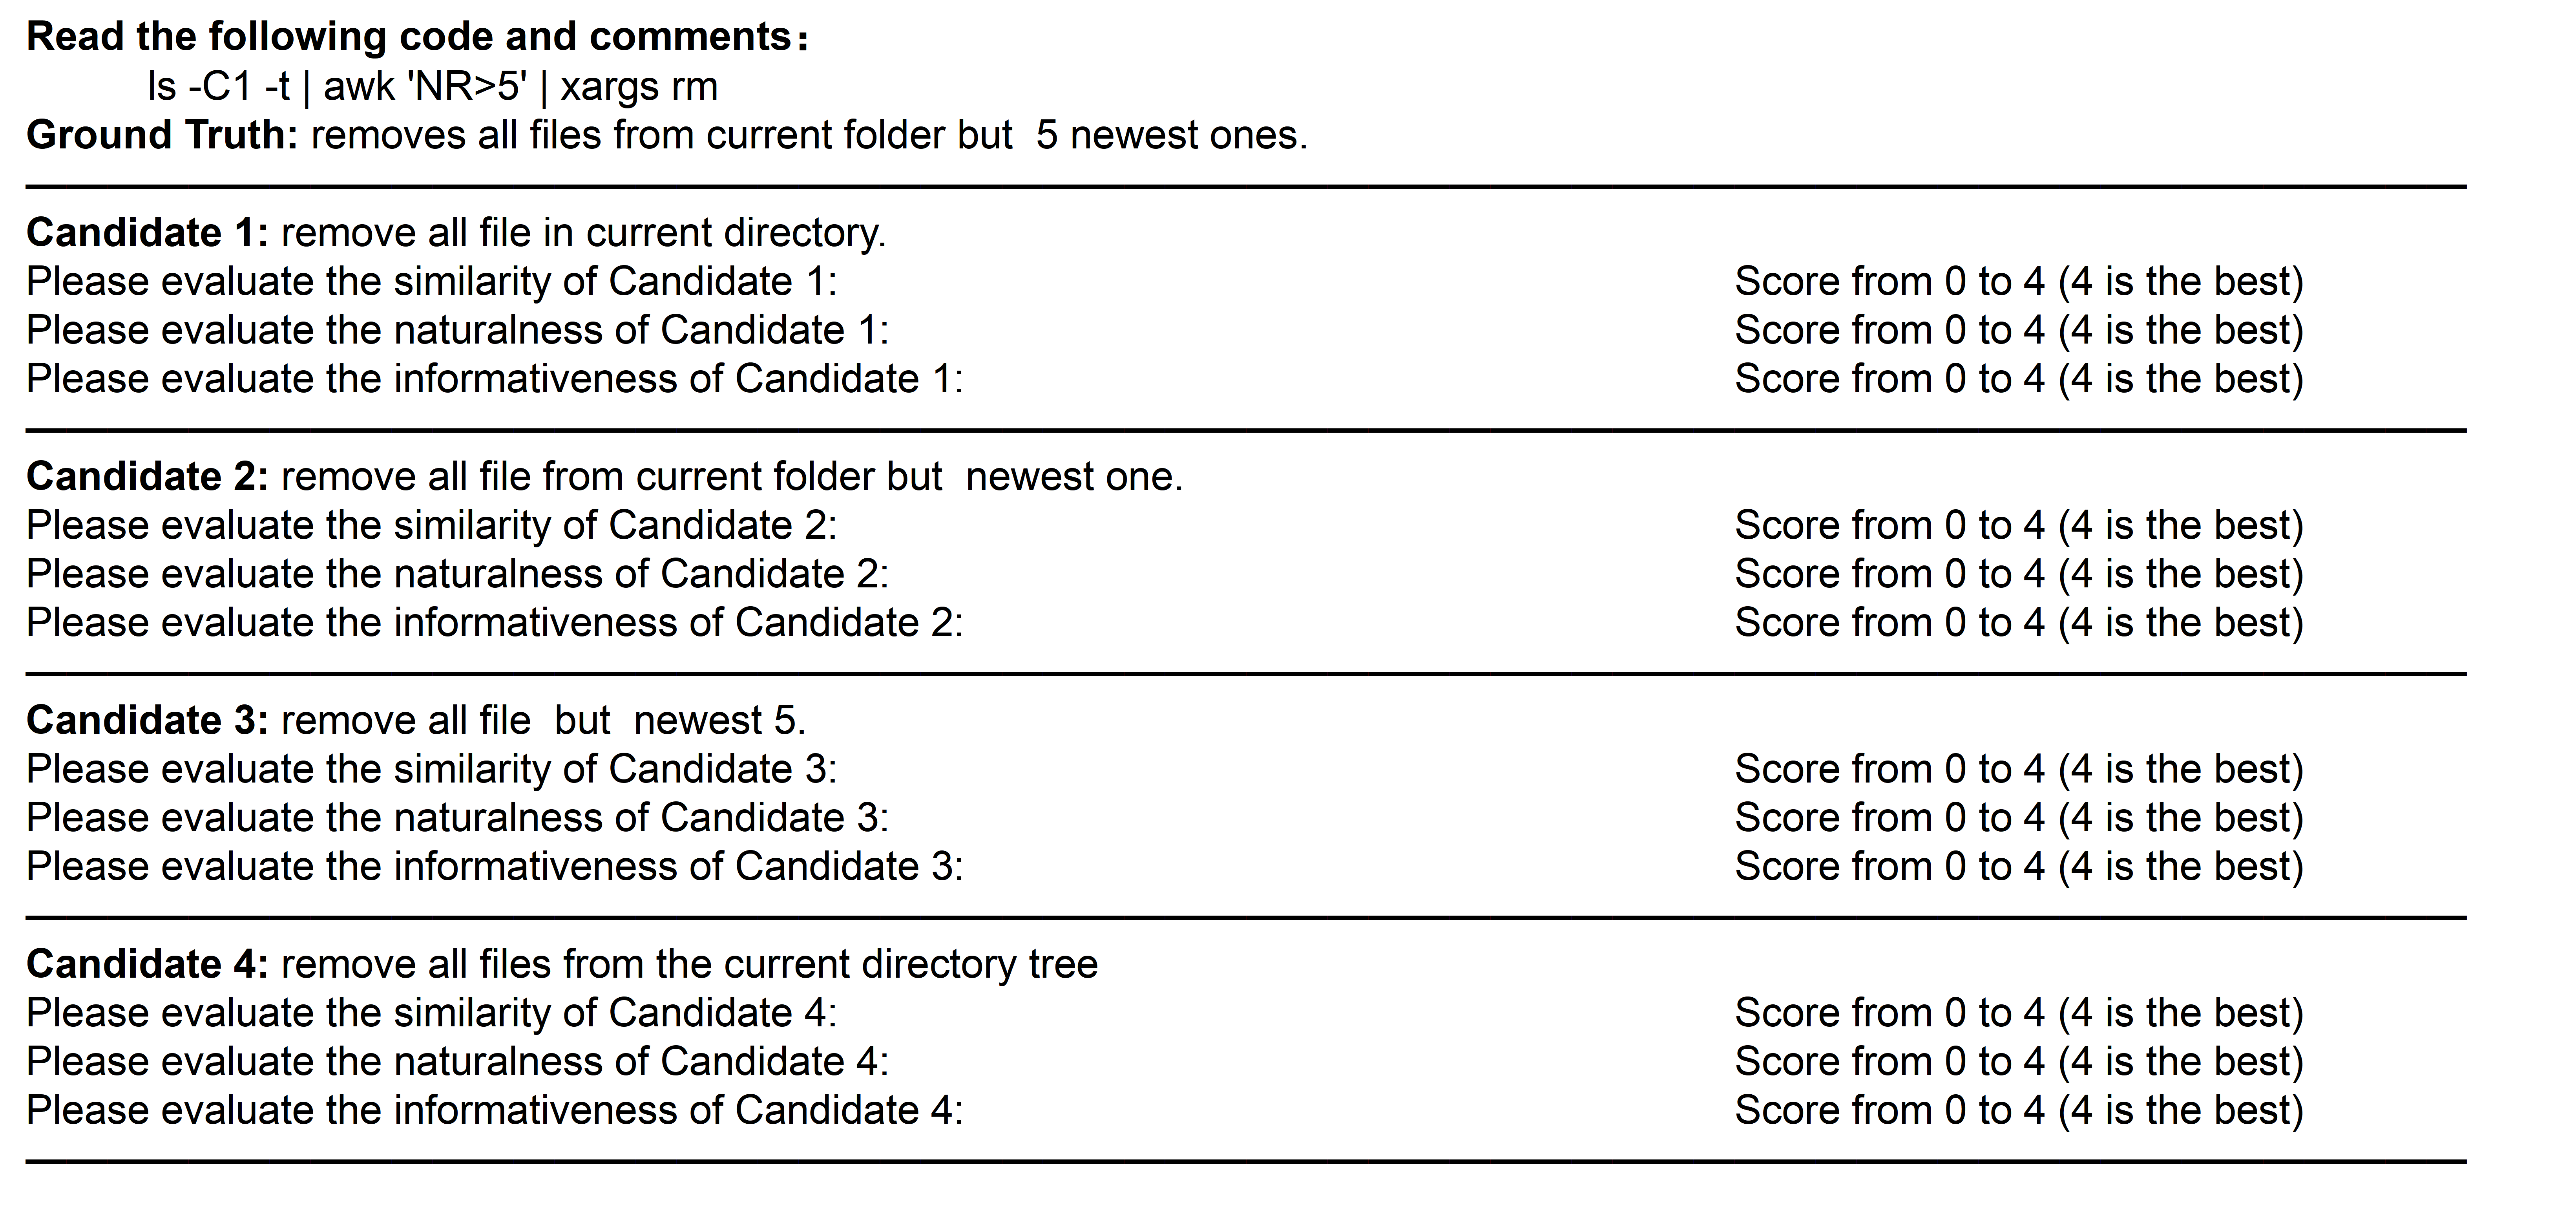 Read the following code and comments:
ls -C1 -t | awk 'NR>5' | xargs rm
Ground Truth: removes all files from current folder but  5 newest ones.
Candidate 1: remove all file in current directory.
Please evaluate the similarity of Candidate 1: Score from 0 to 4 (4 is the best)
Please evaluate the naturalness of Candidate 1: Score from 0 to 4 (4 is the best)
Please evaluate the informativeness of Candidate 1: Score from 0 to 4 (4 is the best)
Candidate 2: remove all file from current folder but  newest one.
Please evaluate the similarity of Candidate 2: Score from 0 to 4 (4 is the best)
Please evaluate the naturalness of Candidate 2: Score from 0 to 4 (4 is the best)
Please evaluate the informativeness of Candidate 2: Score from 0 to 4 (4 is the best)
Candidate 3: remove all file  but  newest 5.
Please evaluate the similarity of Candidate 3: Score from 0 to 4 (4 is the best)
Please evaluate the naturalness of Candidate 3: Score from 0 to 4 (4 is the best)
Please evaluate the informativeness of Candidate 3: Score from 0 to 4 (4 is the best)
Candidate 4: remove all files from the current directory tree
Please evaluate the similarity of Candidate 4: Score from 0 to 4 (4 is the best)
Please evaluate the naturalness of Candidate 4: Score from 0 to 4 (4 is the best)
Please evaluate the informativeness of Candidate 4: Score from 0 to 4 (4 is the best)